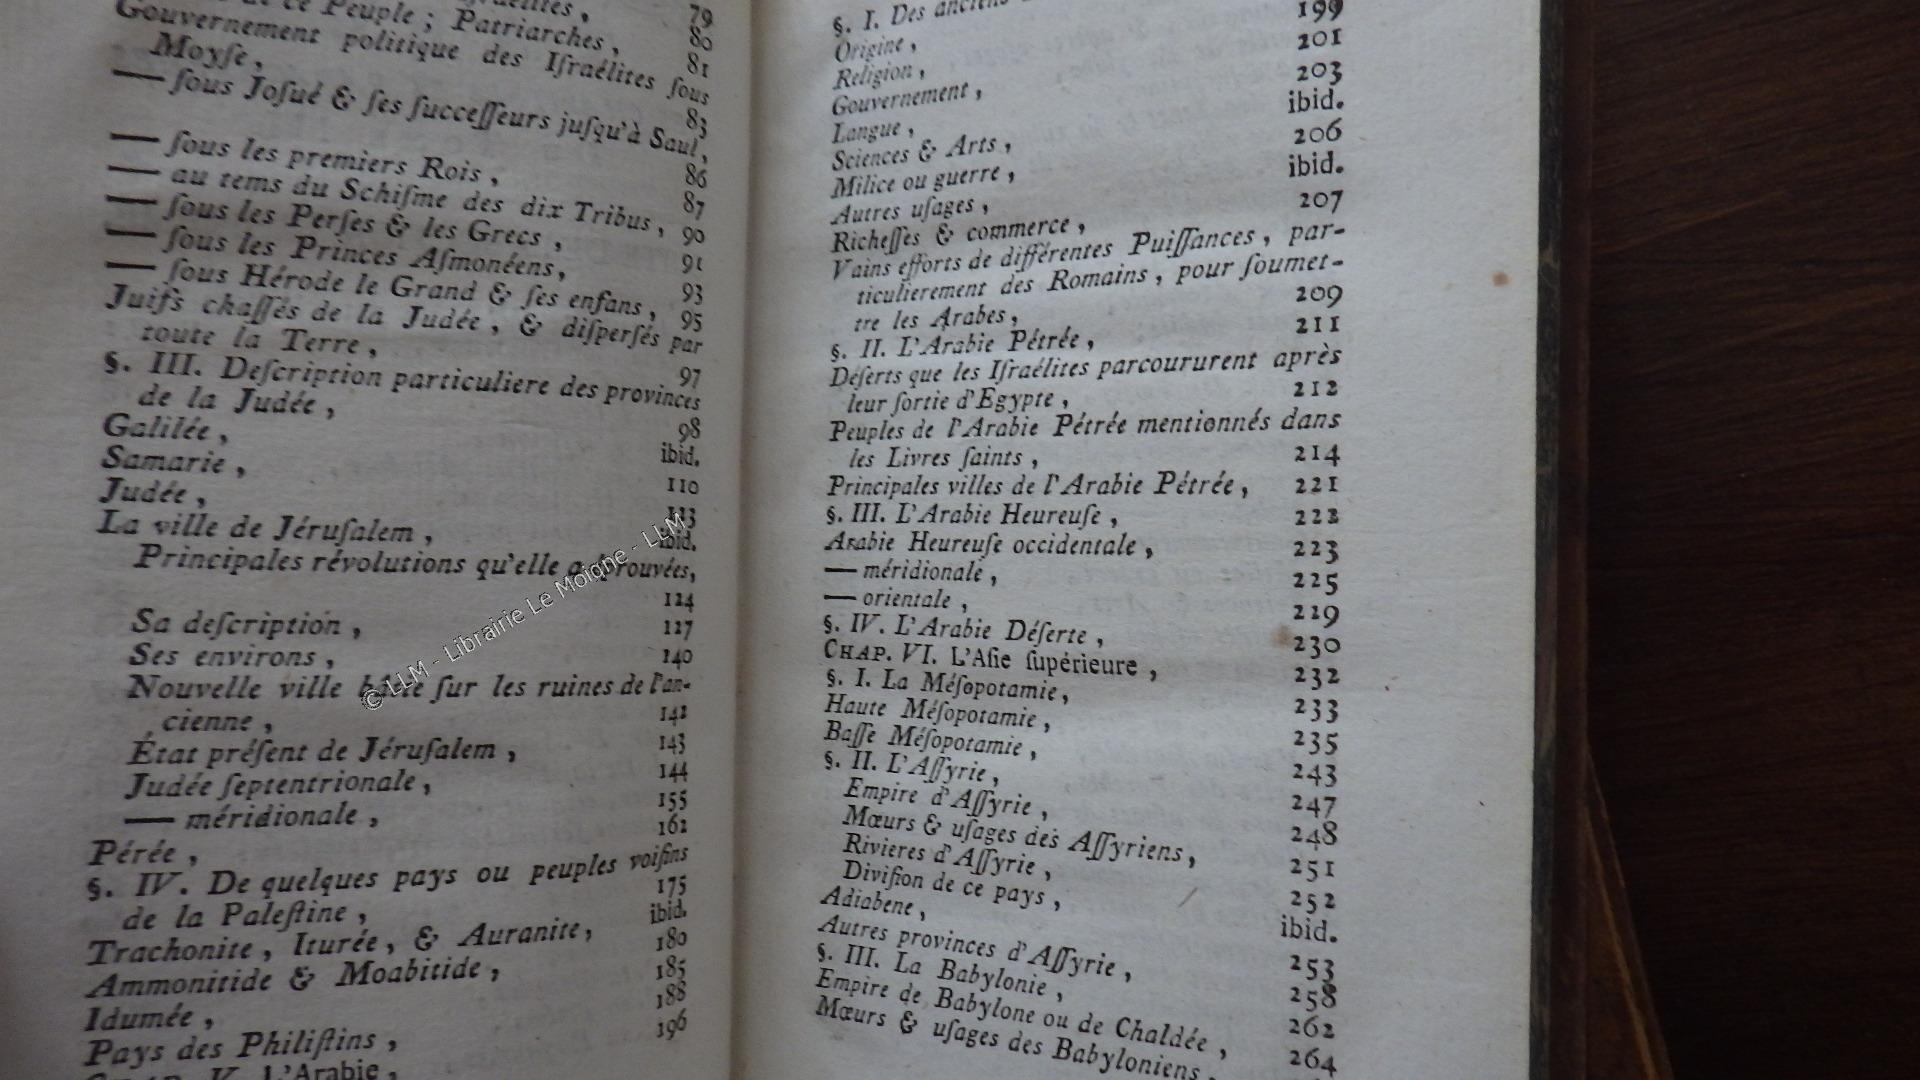 de ce Peuple ; Patriarches, 79
Gouvernement politique des Iſraélites ſous 80
Moyſe, 81
— ſous Joſué & ſes ſucceſſeurs juſqu'à Saul, 83
— ſous les premiers Rois, 86
— au tems du Schiſme des dix Tribus, 87
— ſous les Perſes & les Grecs, 90
— ſous les Princes Aſmonéens, 91
— ſous Hérode le Grand & ſes enfans, 93
Juifs chaſſés de la Judée, & diſperſés par 95
toute la Terre, 97
§. III. Deſcription particuliere des provinces
de la Judée, 98
Galilée, ibid.
Samarie, 110
Judée, 113
La ville de Jéruſalem, ibid.
Principales révolutions qu'elle a éprouvées,
124
Sa deſcription, 127
Ses environs, 140
Nouvelle ville bâtie ſur les ruines de l'an-
cienne, 142
État préſent de Jéruſalem, 143
Judée ſeptentrionale, 144
— méridionale, 155
Pérée, 162
§. IV. De quelques pays ou peuples voiſins
de la Paleſtine, 175
Trachonite, Iturée, & Auranite, ibid.
Ammonitide & Moabitide, 180
Idumée, 185
Pays des Philiſtins, 188
L'Arabie, 196
§. I. Des anciens
Origine, 199
Religion, 201
Gouvernement, 203
Langue, ibid.
Sciences & Arts, 206
Milice ou guerre, ibid.
Autres uſages,
Richeſſes & commerce, 207
Vains efforts de différentes Puiſſances, par-
ticulierement des Romains, pour ſoumet-
tre les Arabes, 209
§. II. L'Arabie Pétrée, 211
Déſerts que les Iſraélites parcoururent après
leur ſortie d'Egypte, 212
Peuples de l'Arabie Pétrée mentionnés dans
les Livres ſaints, 214
Principales villes de l'Arabie Pétrée, 221
§. III. L'Arabie Heureuſe, 222
Arabie Heureuſe occidentale, 223
— méridionale, 225
— orientale, 229
§. IV. L'Arabie Déſerte, 230
CHAP. VI. L'Aſie ſupérieure, 232
§. I. La Méſopotamie, 233
Haute Méſopotamie, 235
Baſſe Méſopotamie, 243
§. II. L'Aſſyrie, 247
Empire d'Aſſyrie, 248
Mœurs & uſages des Aſſyriens, 251
Rivieres d'Aſſyrie, 252
Diviſion de ce pays, ibid.
Adiabene, 253
Autres provinces d'Aſſyrie, 258
§. III. La Babylonie, 262
Empire de Babylone ou de Chaldée, 264
Mœurs & uſages des Babyloniens,
© LLM - Librairie Le Moigne - LLM